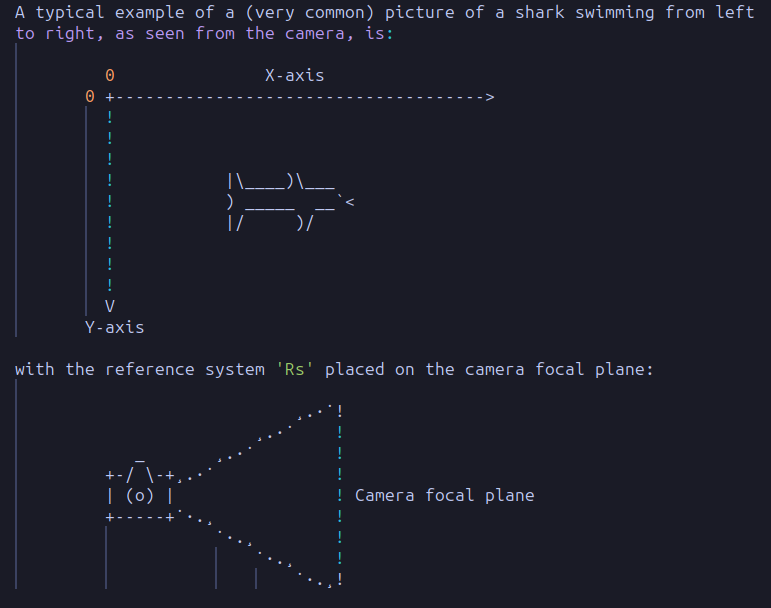 A typical example of a (very common) picture of a shark swimming from left
to right, as seen from the camera, is:
0 X-axis
0 +------------------------------------->
!
!
!
! |\____)\___
! ) _____ __`<
! |/ )/
!
!
!
V
Y-axis
with the reference system 'Rs' placed on the camera focal plane:
¸.·˙!
¸.·˙ !
_ ¸.·˙ !
+-/ \-+¸.·˙ !
| (o) | ! Camera focal plane
+-----+˙·.¸ !
˙·.¸ !
˙·.¸ !
˙·.¸!